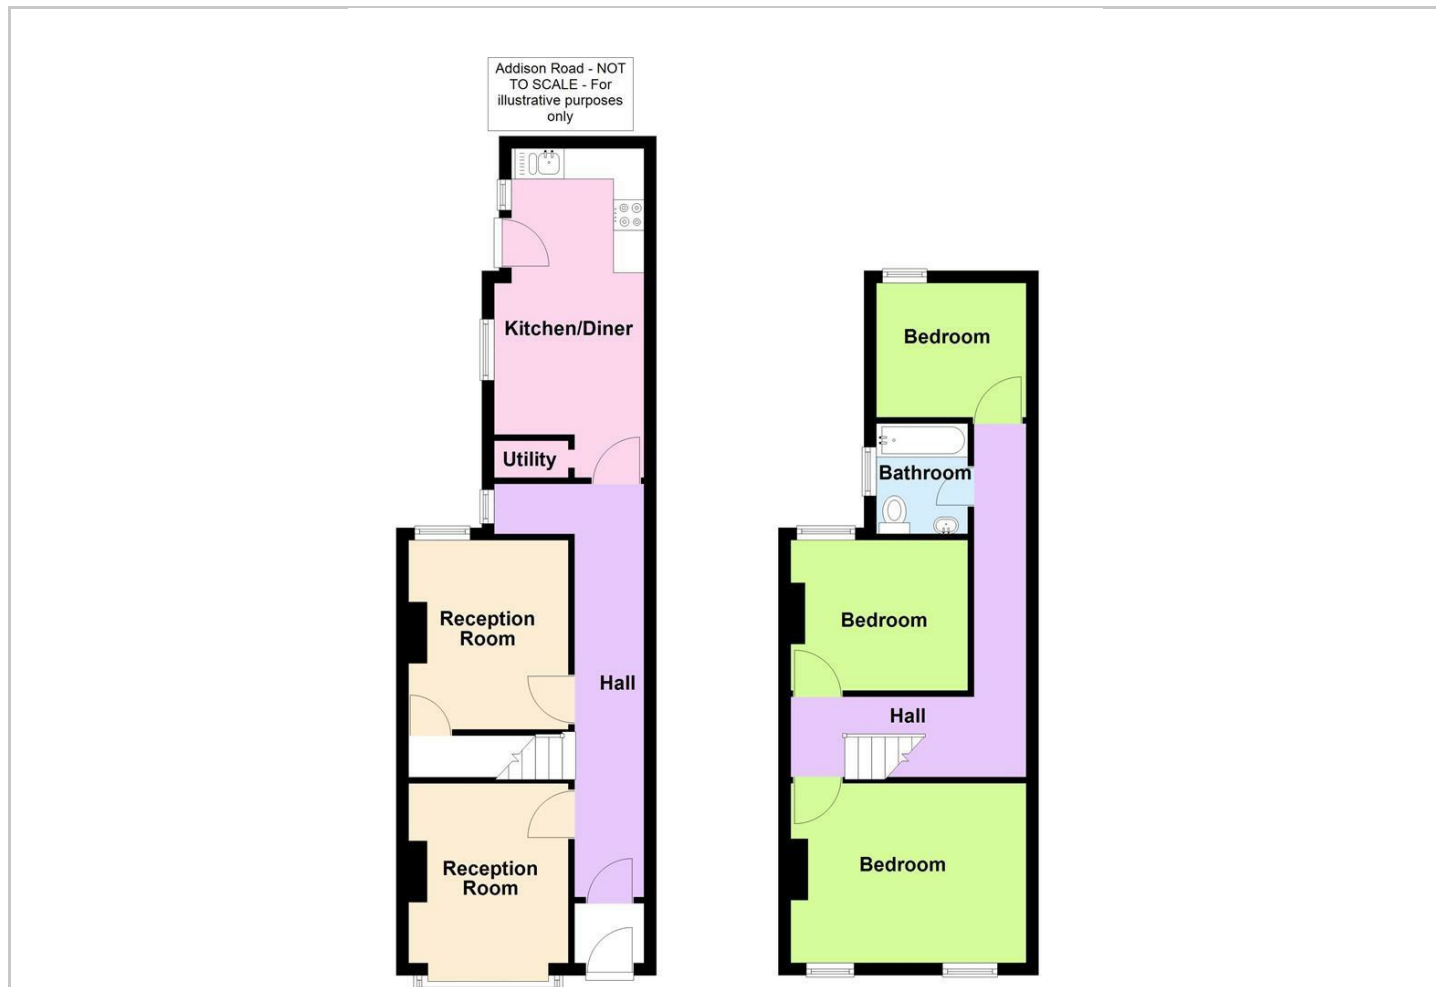 Addison Road - NOT
TO SCALE - For
illustrative purposes
only
Kitchen/Diner
Utility
Reception
Room
Hall
Reception
Room
Bedroom
Bathroom
Bedroom
Hall
Bedroom